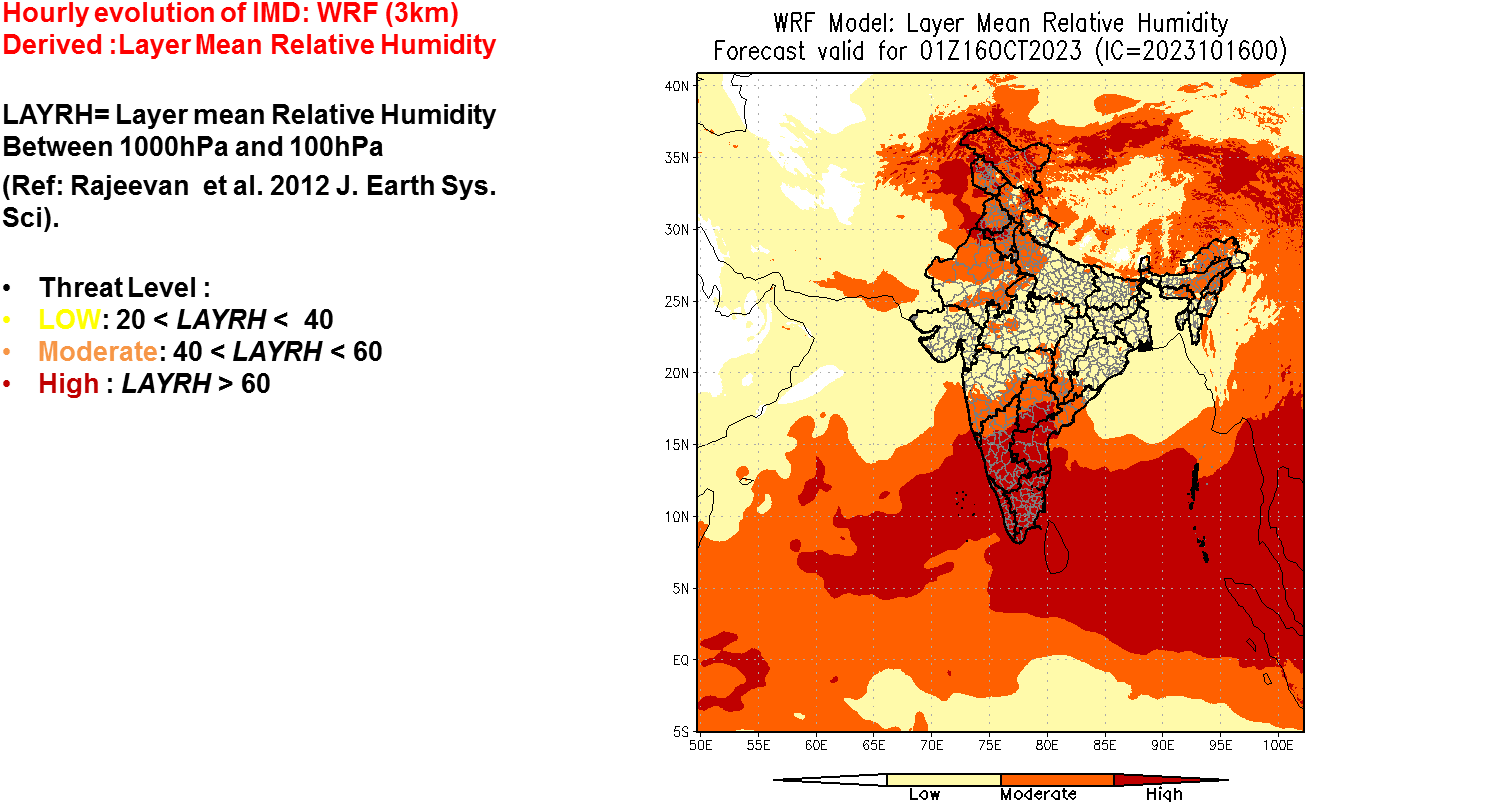 Hourly evolution of IMD: WRF (3km)
Derived :Layer Mean Relative Humidity
LAYRH= Layer mean Relative Humidity
Between 1000hPa and 100hPa
(Ref: Rajeevan et al. 2012 J. Earth Sys.
Sci).
• Threat Level :
• LOW: 20 < LAYRH < 40
• Moderate: 40 < LAYRH < 60
• High : LAYRH > 60
WRF Model: Layer Mean Relative Humidity
Forecast valid for 01Z16OCT2023 (IC=2023101600)
40N
35N
30N
25N
20N
15N
10N
5N
EQ
5S
50E 55E 60E 65E 70E 75E 80E 85E 90E 95E 100E
Low Moderate High